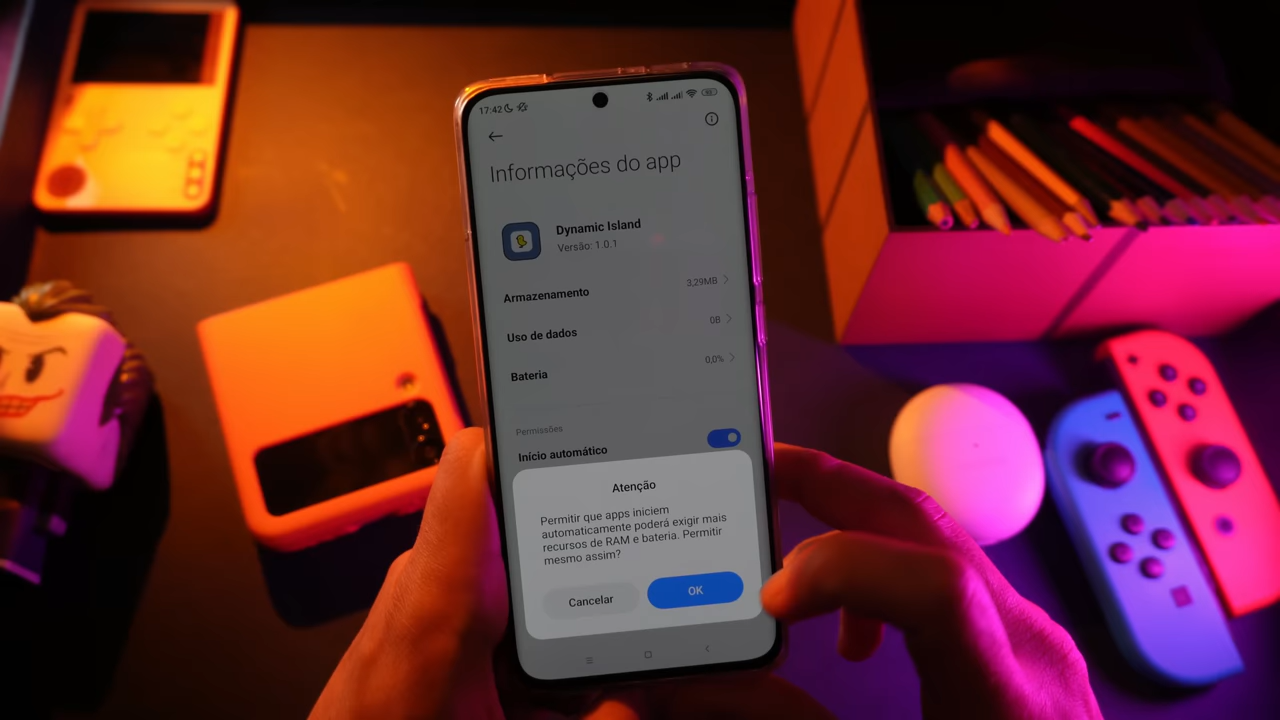 17:42
Informações do app
Dynamic Island
Versão: 1.0.1
Armazenamento 3,29MB
Uso de dados 0B
Bateria 0,0%
Permissões
Início automático
Atenção
Permitir que apps iniciem
automaticamente poderá exigir mais
recursos de RAM e bateria. Permitir
mesmo assim?
Cancelar OK